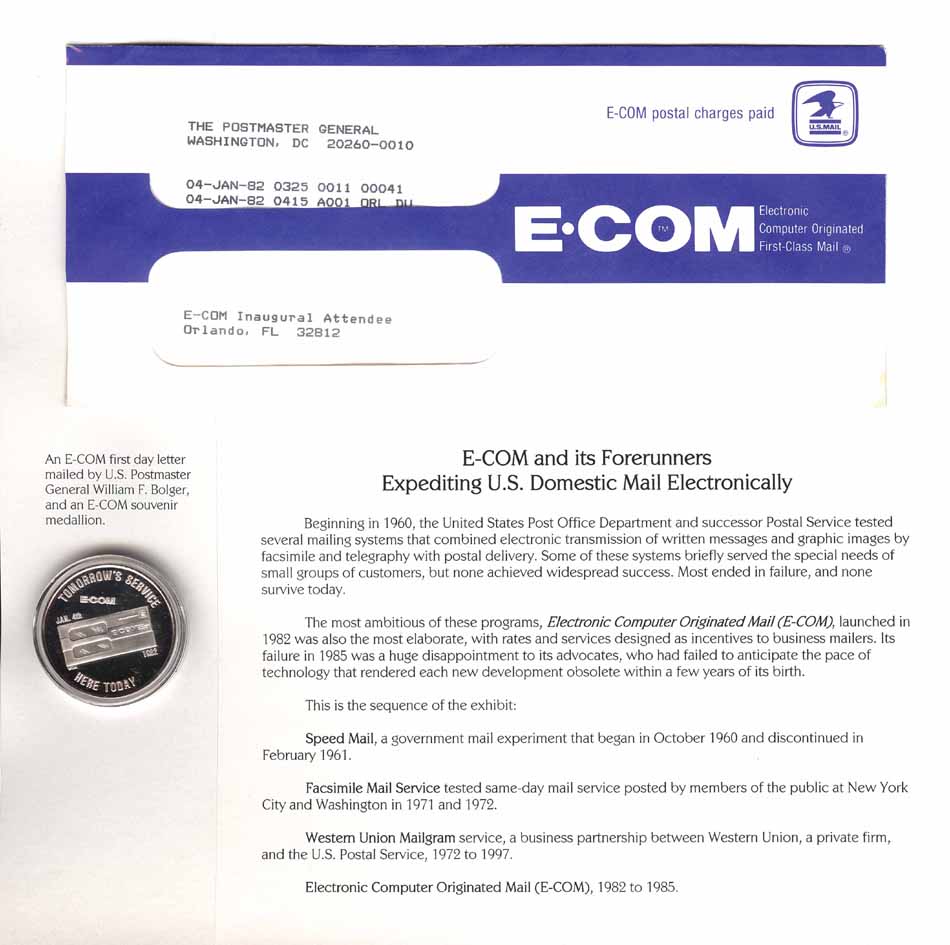 E-COM postal charges paid
U.S.MAIL ®
THE POSTMASTER GENERAL
WASHINGTON, DC 20260-0010
04-JAN-82 0325 0011 00041
04-JAN-82 0415 A001 ORL DU
E•COM TM
Electronic
Computer Originated
First-Class Mail ®
E-COM Inaugural Attendee
Orlando, FL 32812
An E-COM first day letter
mailed by U.S. Postmaster
General William F. Bolger,
and an E-COM souvenir
medallion.
TOMORROW'S SERVICE
E•COM
JAN. 4th
1982
HERE TODAY
E-COM and its Forerunners
Expediting U.S. Domestic Mail Electronically
Beginning in 1960, the United States Post Office Department and successor Postal Service tested
several mailing systems that combined electronic transmission of written messages and graphic images by
facsimile and telegraphy with postal delivery. Some of these systems briefly served the special needs of
small groups of customers, but none achieved widespread success. Most ended in failure, and none
survive today.
The most ambitious of these programs, Electronic Computer Originated Mail (E-COM), launched in
1982 was also the most elaborate, with rates and services designed as incentives to business mailers. Its
failure in 1985 was a huge disappointment to its advocates, who had failed to anticipate the pace of
technology that rendered each new development obsolete within a few years of its birth.
This is the sequence of the exhibit:
Speed Mail, a government mail experiment that began in October 1960 and discontinued in
February 1961.
Facsimile Mail Service tested same-day mail service posted by members of the public at New York
City and Washington in 1971 and 1972.
Western Union Mailgram service, a business partnership between Western Union, a private firm,
and the U.S. Postal Service, 1972 to 1997.
Electronic Computer Originated Mail (E-COM), 1982 to 1985.